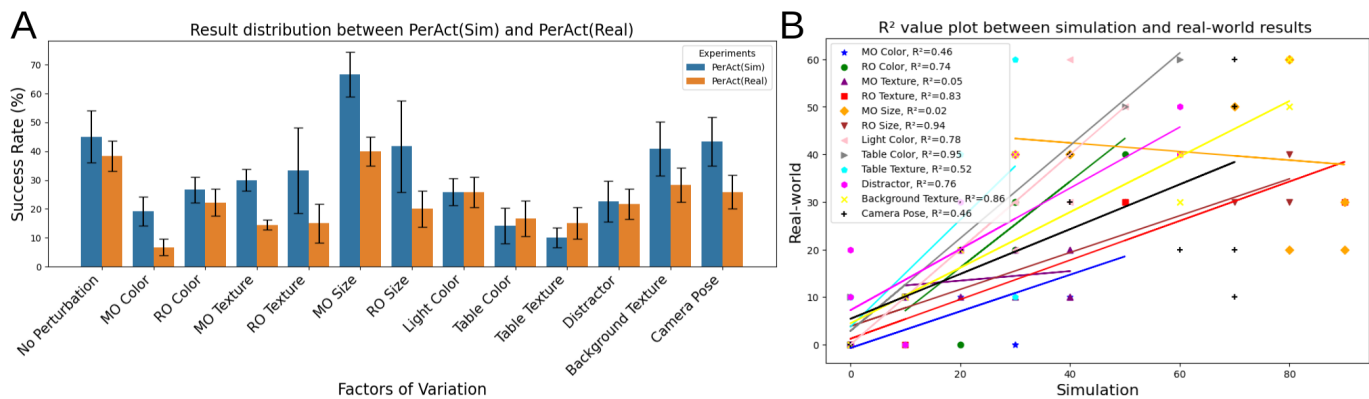 A
Result distribution between PerAct(Sim) and PerAct(Real)
Experiments
PerAct(Sim)
PerAct(Real)
Success Rate (%)
70
60
50
40
30
20
10
0
No Perturbation
MO Color
RO Color
MO Texture
RO Texture
MO Size
RO Size
Light Color
Table Color
Table Texture
Distractor
Background Texture
Camera Pose
Factors of Variation
B
R² value plot between simulation and real-world results
MO Color, R²=0.46
RO Color, R²=0.74
MO Texture, R²=0.05
RO Texture, R²=0.83
MO Size, R²=0.02
RO Size, R²=0.94
Light Color, R²=0.78
Table Color, R²=0.95
Table Texture, R²=0.52
Distractor, R²=0.76
Background Texture, R²=0.86
Camera Pose, R²=0.46
Real-world
60
50
40
30
20
10
0
0
20
40
60
80
Simulation